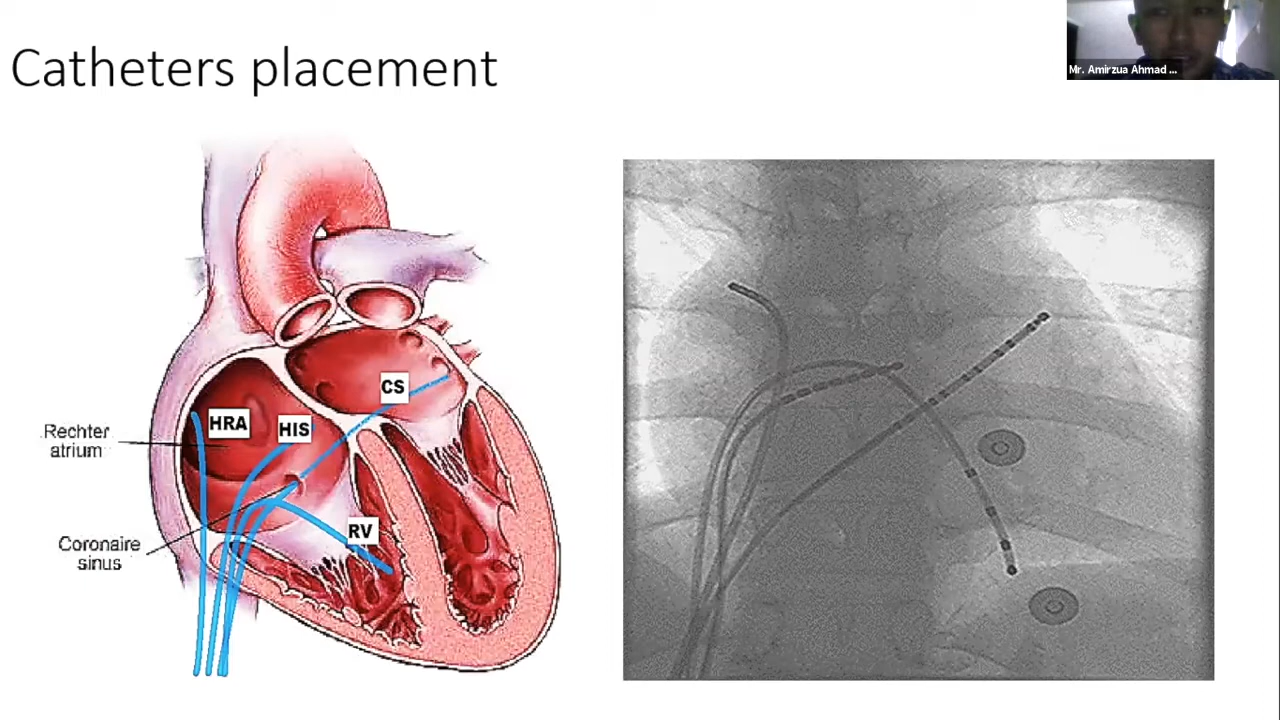 Catheters placement
Mr. Amirzua Ahmad ...
CS
HRA
HIS
Rechter
atrium
RV
Coronaire
sinus